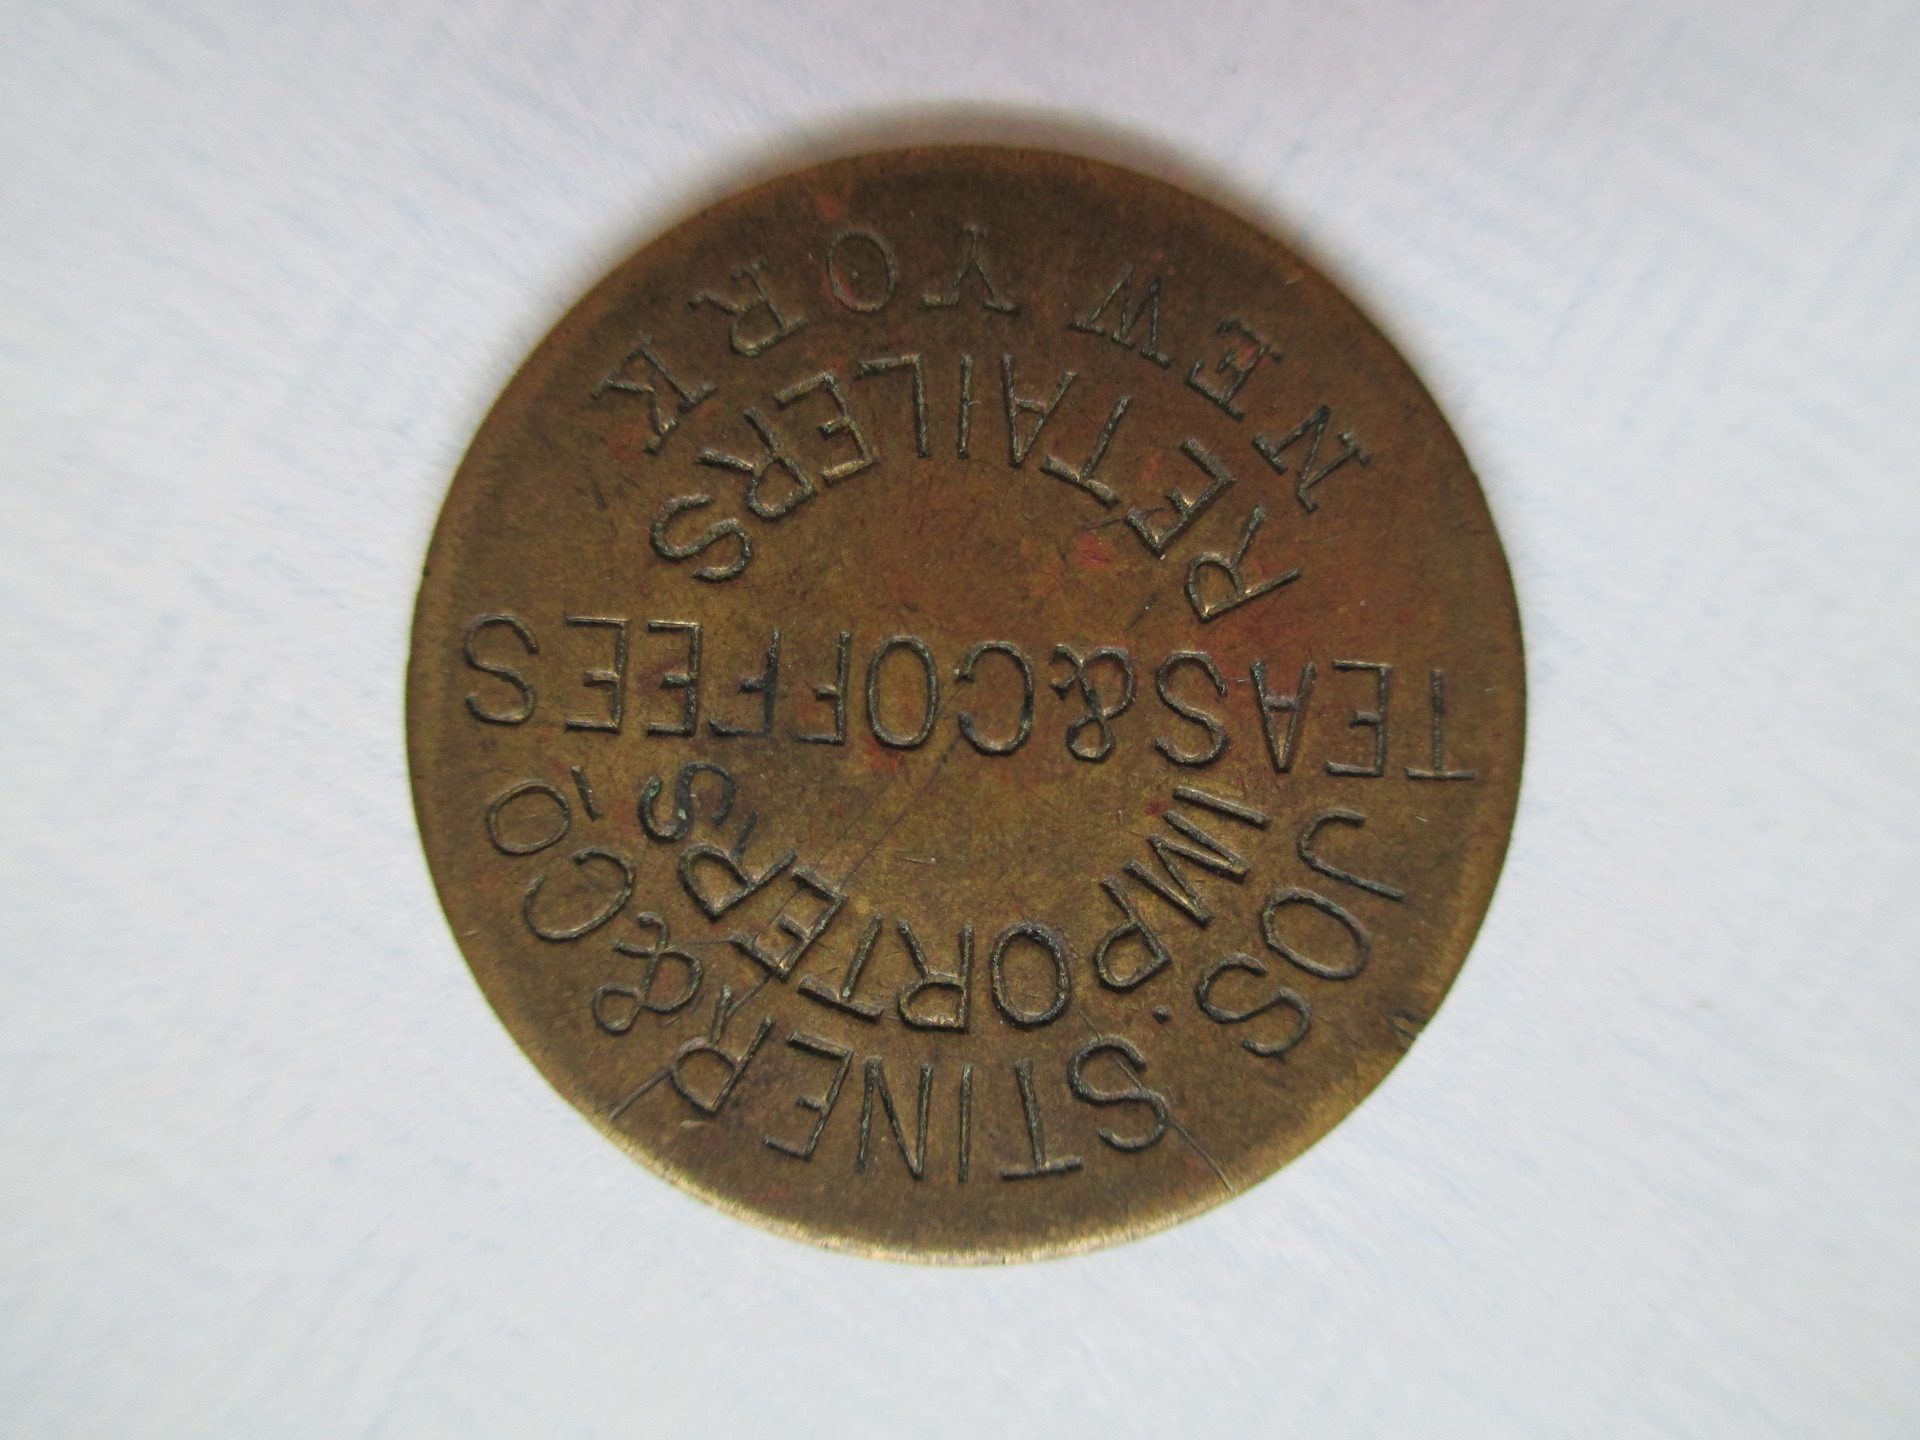 JOS. STINER & CO.
IMPORTERS
TEAS & COFFEES
RETAILERS
NEW YORK